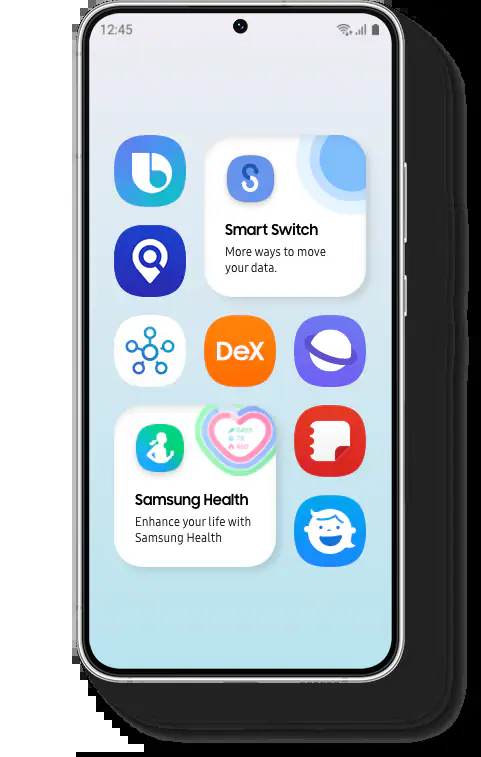 12:45
Smart Switch
More ways to move
your data.
DeX
Samsung Health
Enhance your life with
Samsung Health